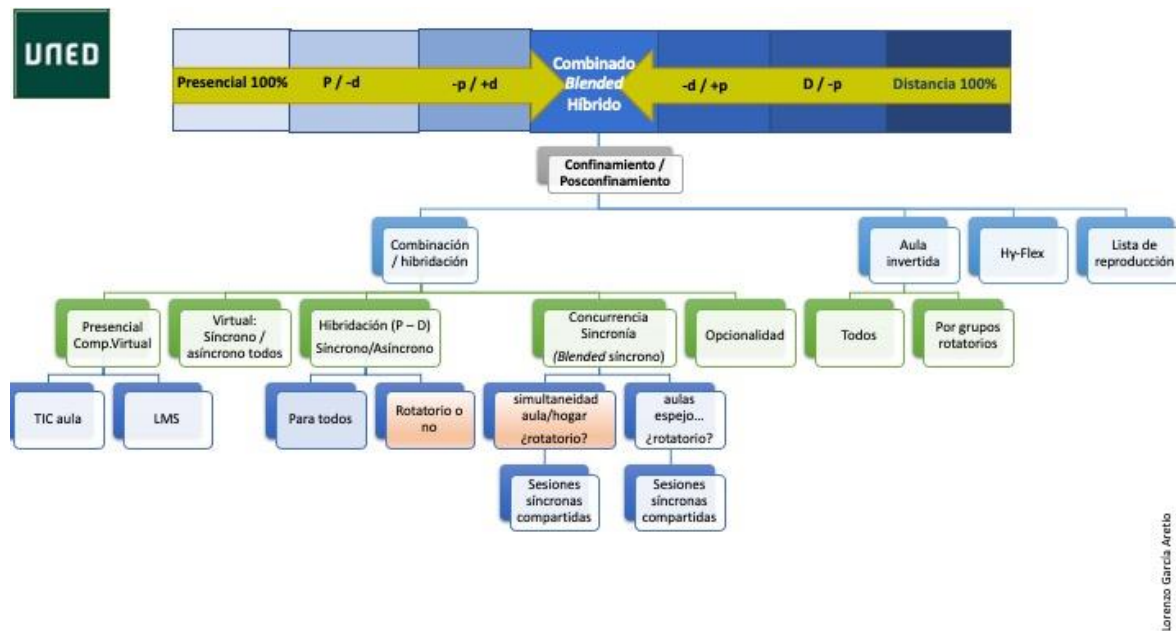 UNED
Presencial 100%
P / -d
-p / +d
Combinado
Blended
Híbrido
-d / +p
D / -p
Distancia 100%
Confinamiento /
Posconfinamiento
Combinación
/ hibridación
Aula
invertida
Hy-Flex
Lista de
reproducción
Presencial
Comp.Virtual
Virtual:
Síncrono /
asíncrono todos
Hibridación (P – D)
Síncrono/Asíncrono
Concurrencia
Sincronía
(Blended síncrono)
Opcionalidad
Todos
Por grupos
rotatorios
TIC aula
LMS
Para todos
Rotatorio o
no
simultaneidad
aula/hogar
¿rotatorio?
aulas
espejo...
¿rotatorio?
Sesiones
síncronas
compartidas
Sesiones
síncronas
compartidas
Lorenzo García Aretio